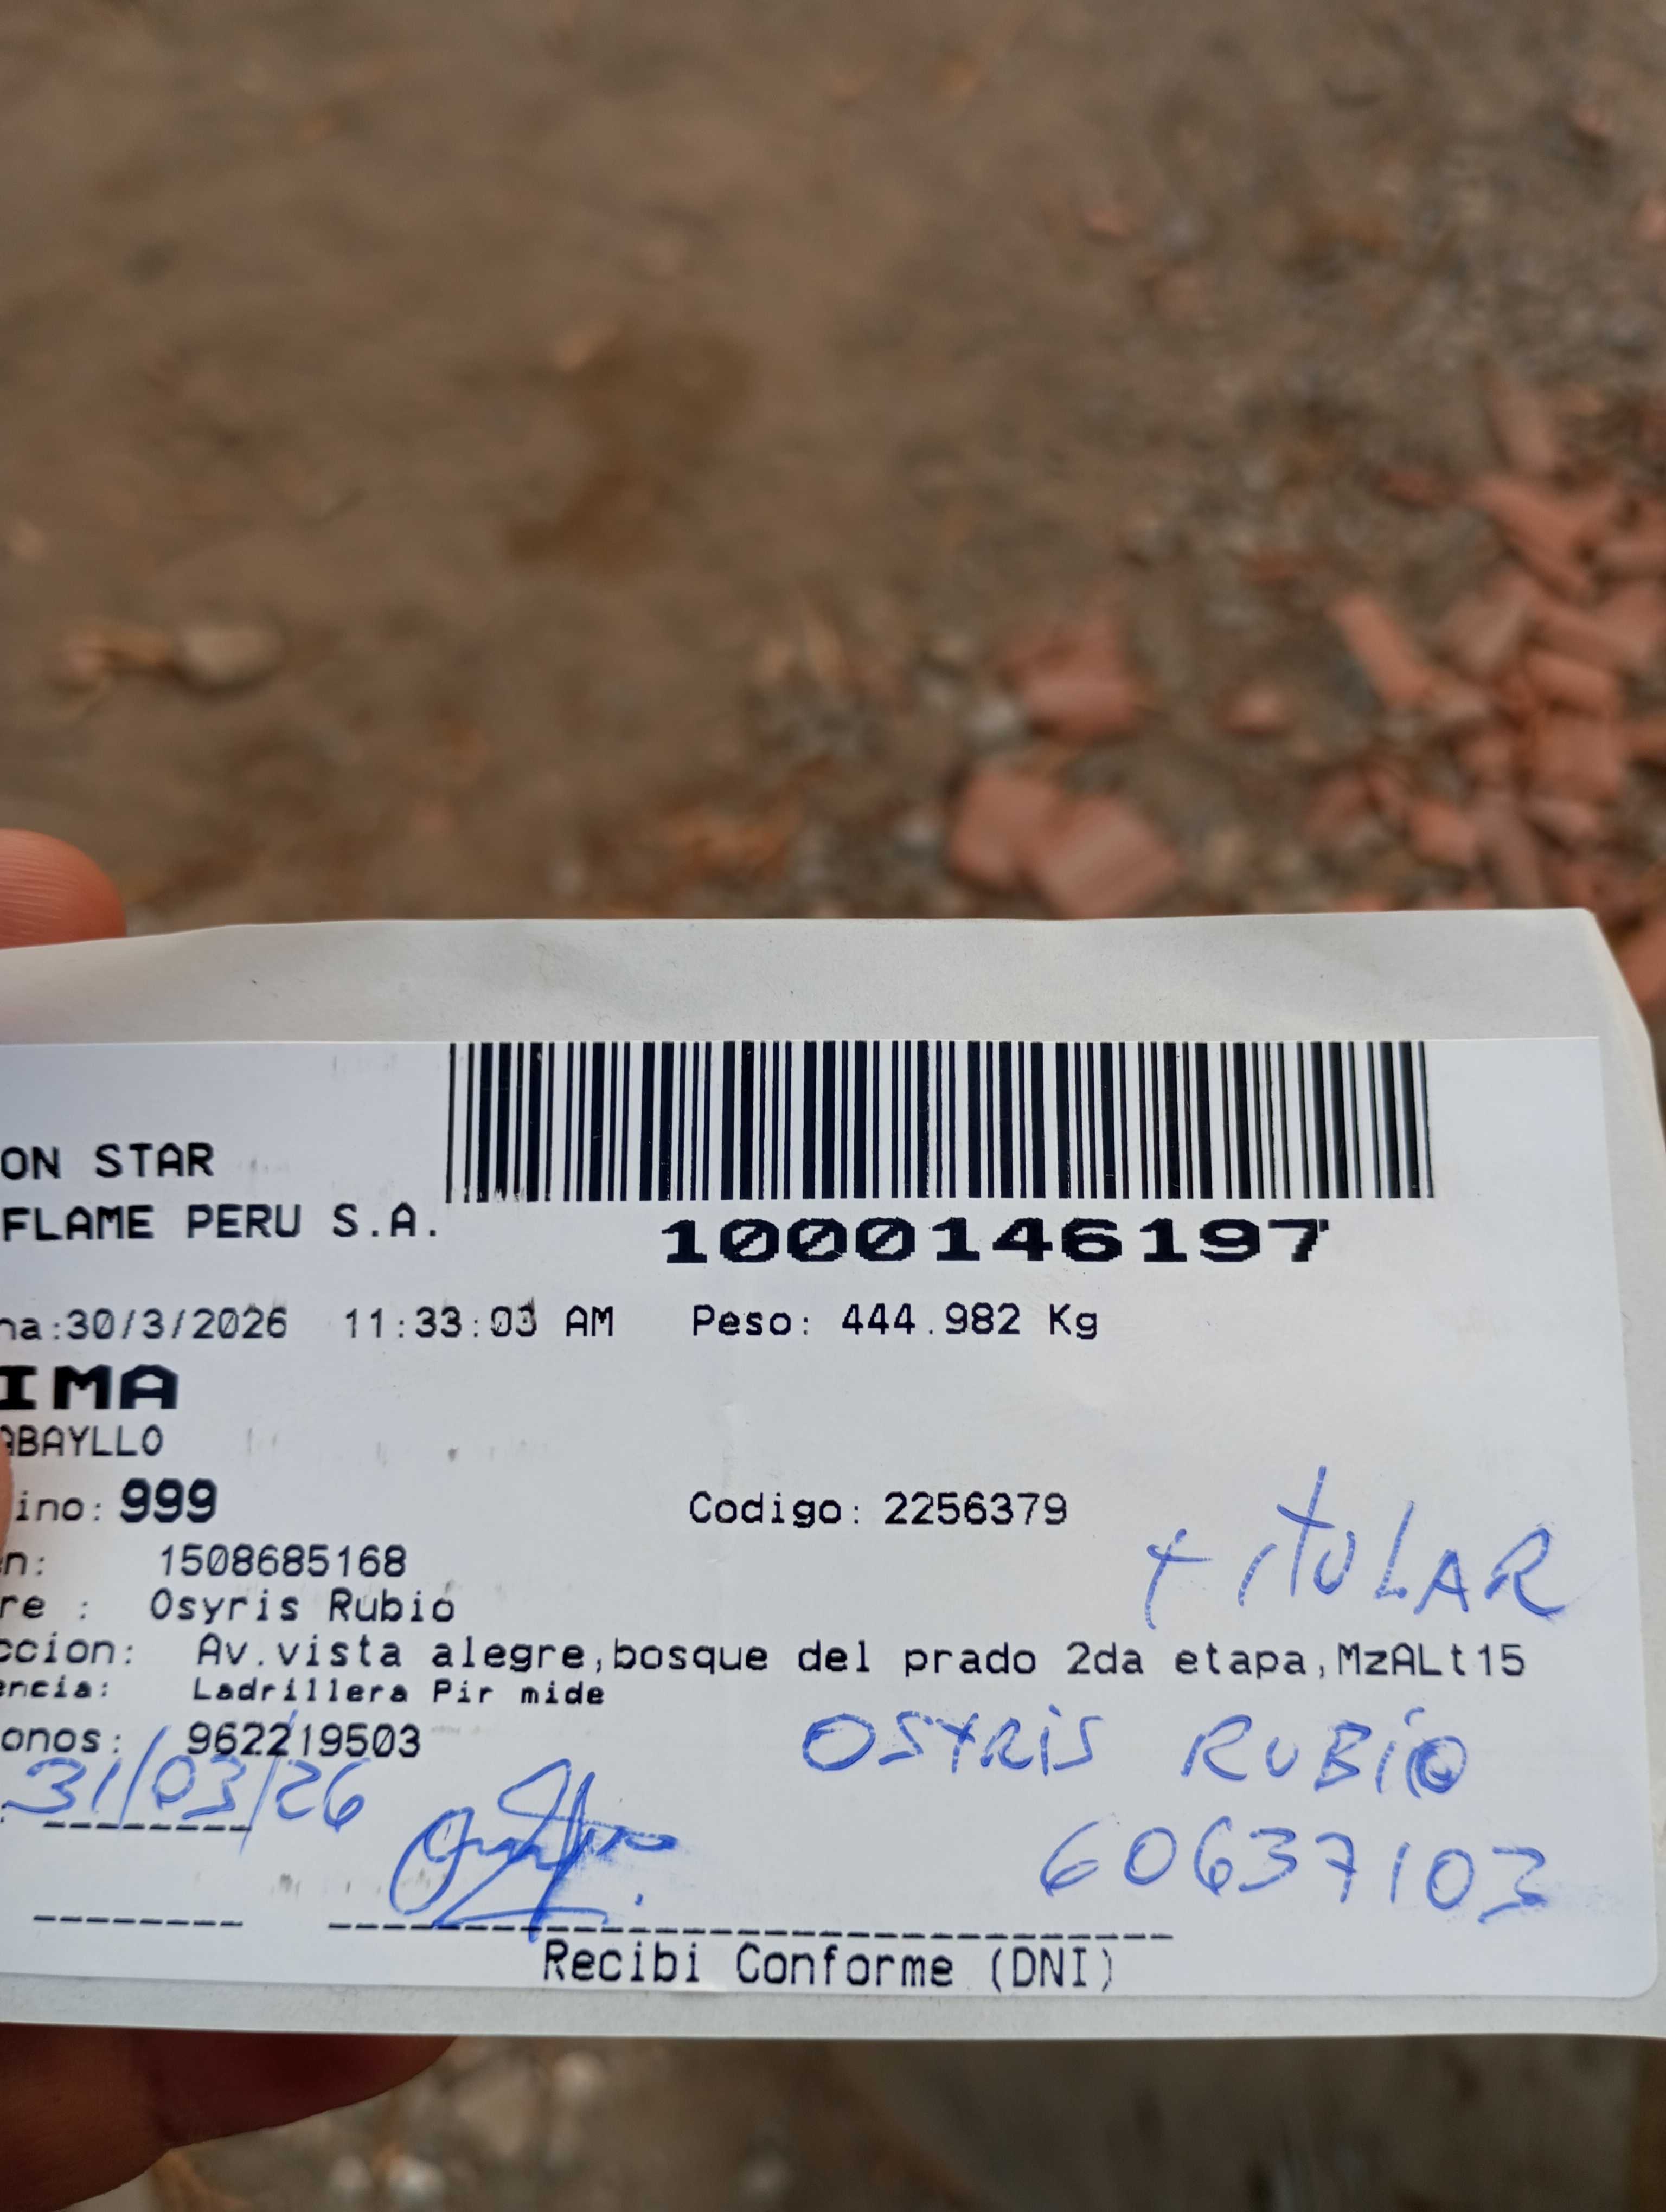 ON STAR
FLAME PERU S.A.
1000146197
na:30/3/2026 11:33:03 AM Peso: 444.982 Kg
IMA
ABAYLLO
ino: 999 Codigo: 2256379
n: 1508685168
TITULAR
re : Osyris Rubio
ccion: Av.vista alegre,bosque del prado 2da etapa,MzALt15
encia: Ladrillera Pir mide
onos: 962219503
OSYRIS RUBIO
31/03/26
60637103
Recibi Conforme (DNI)